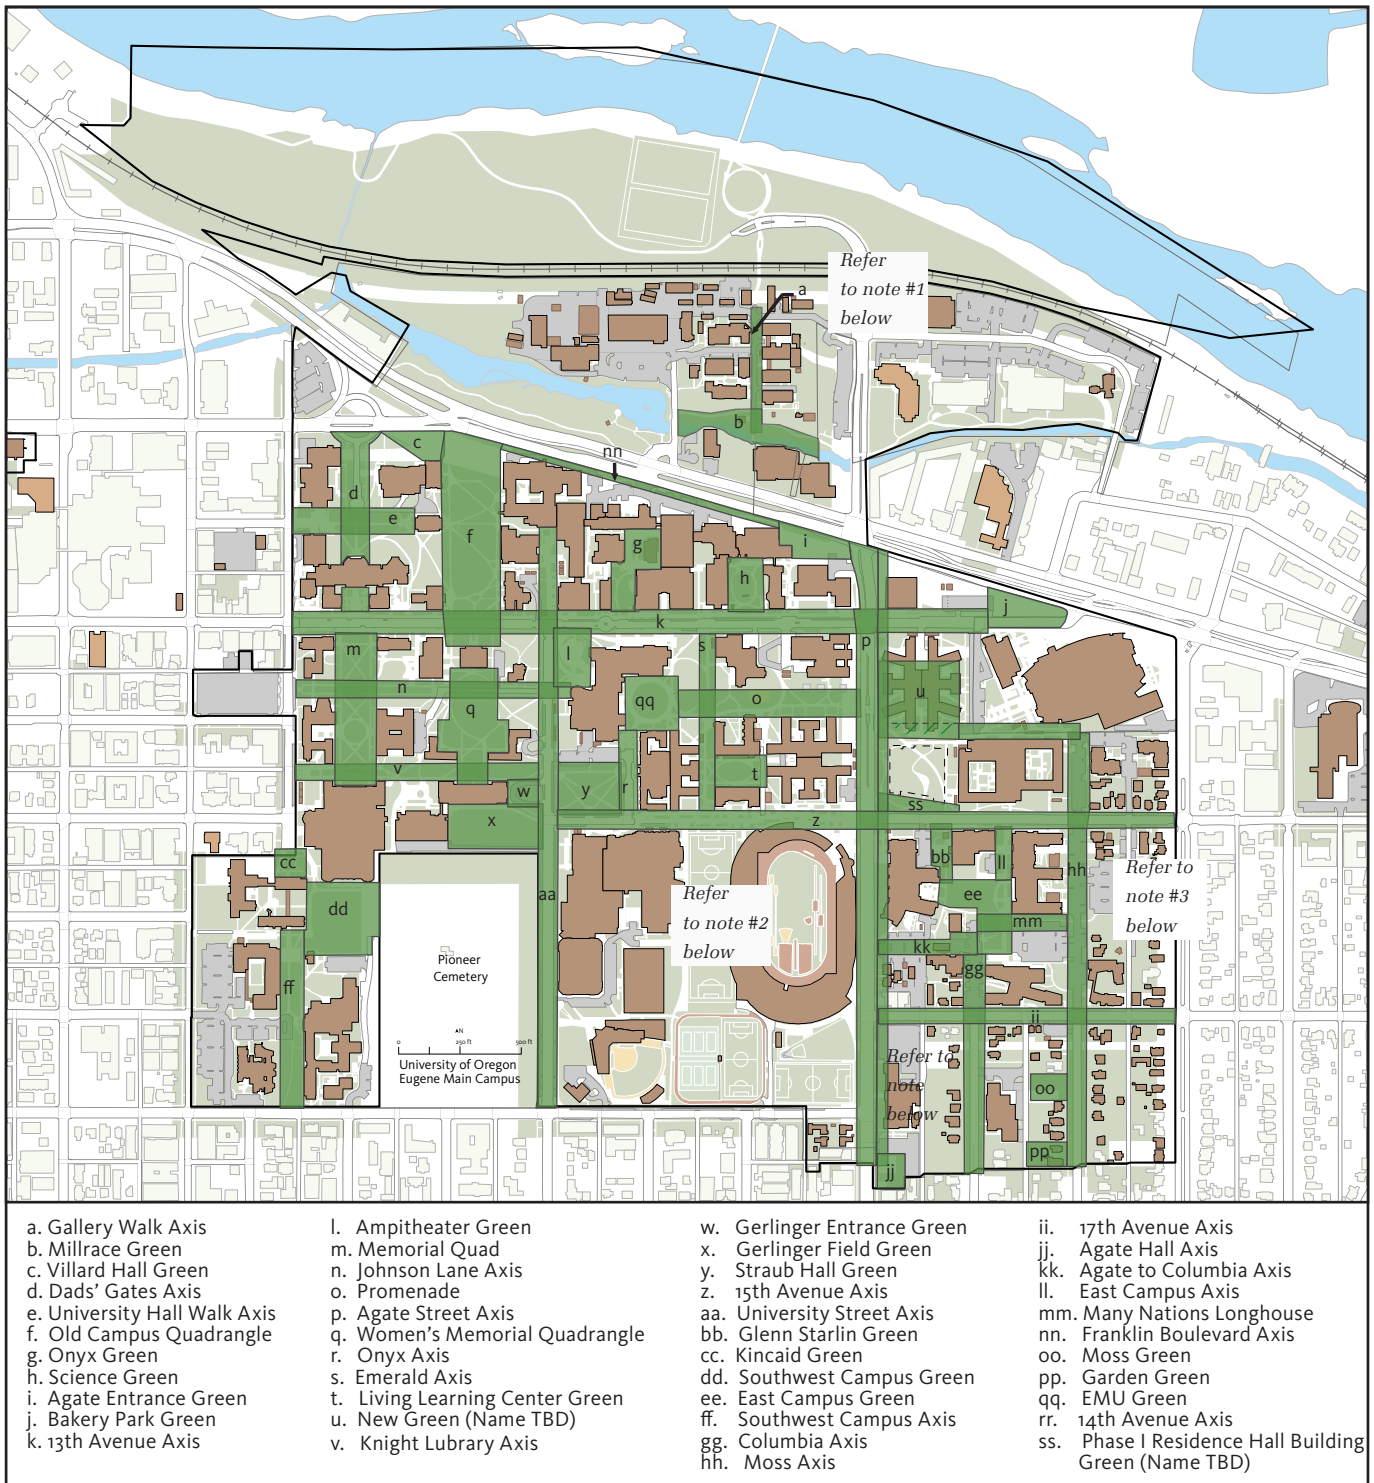 Refer
to note #1
below
a
b
c
nn
d
e
f
g
i
h
j
k
p
m
l
s
n
qq
o
u
q
v
w
y
r
t
ss
x
z
cc
bb
ll
hh
Refer to
note #3
below
dd
aa
Refer
to note #2
below
ee
mm
kk
gg
Pioneer
Cemetery
ff
N
0 250 ft 500 ft
University of Oregon
Eugene Main Campus
ii
Refer to
note
below
oo
pp
jj
a. Gallery Walk Axis
b. Millrace Green
c. Villard Hall Green
d. Dads' Gates Axis
e. University Hall Walk Axis
f. Old Campus Quadrangle
g. Onyx Green
h. Science Green
i. Agate Entrance Green
j. Bakery Park Green
k. 13th Avenue Axis
l. Ampitheater Green
m. Memorial Quad
n. Johnson Lane Axis
o. Promenade
p. Agate Street Axis
q. Women's Memorial Quadrangle
r. Onyx Axis
s. Emerald Axis
t. Living Learning Center Green
u. New Green (Name TBD)
v. Knight Lubrary Axis
w. Gerlinger Entrance Green
x. Gerlinger Field Green
y. Straub Hall Green
z. 15th Avenue Axis
aa. University Street Axis
bb. Glenn Starlin Green
cc. Kincaid Green
dd. Southwest Campus Green
ee. East Campus Green
ff. Southwest Campus Axis
gg. Columbia Axis
hh. Moss Axis
ii. 17th Avenue Axis
jj. Agate Hall Axis
kk. Agate to Columbia Axis
ll. East Campus Axis
mm. Many Nations Longhouse
nn. Franklin Boulevard Axis
oo. Moss Green
pp. Garden Green
qq. EMU Green
rr. 14th Avenue Axis
ss. Phase I Residence Hall Building
Green (Name TBD)